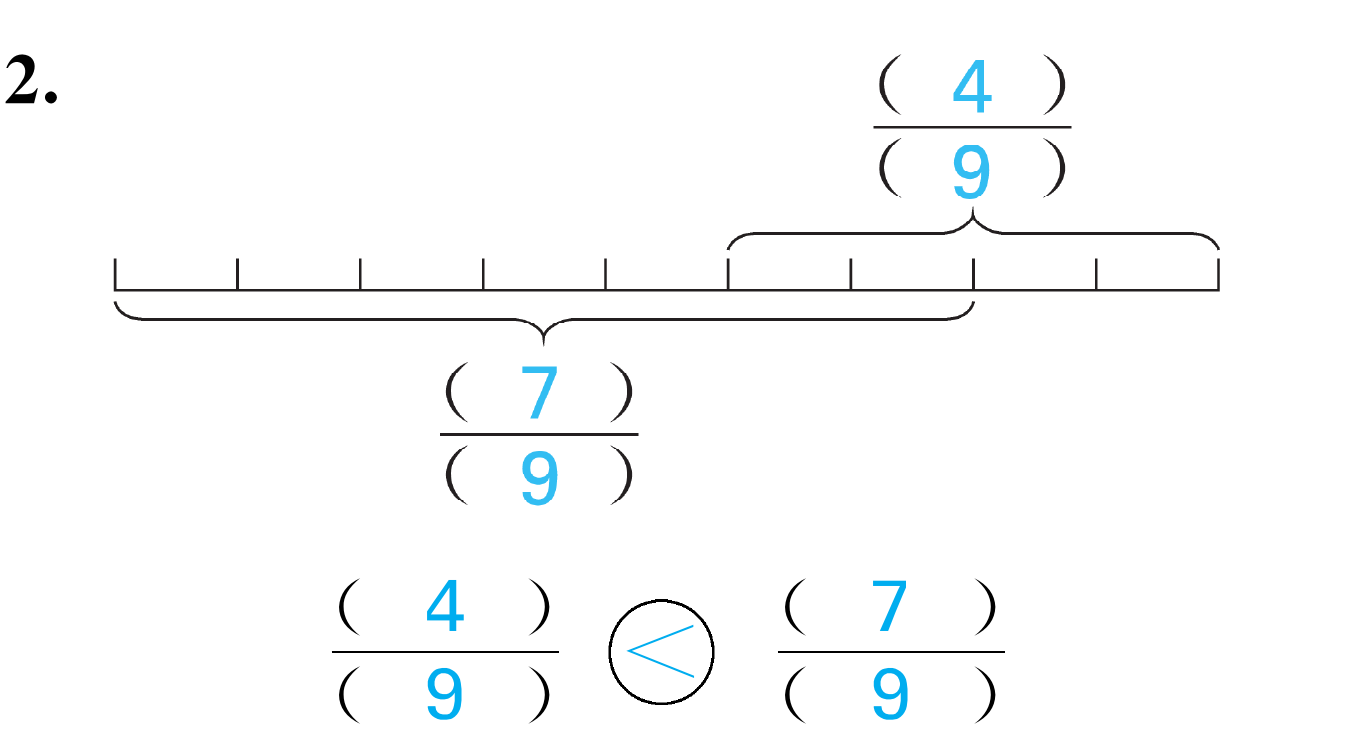 2.
( 4 )
( 9 )
( 7 )
( 9 )
( 4 ) < ( 7 )
( 9 ) ( 9 )